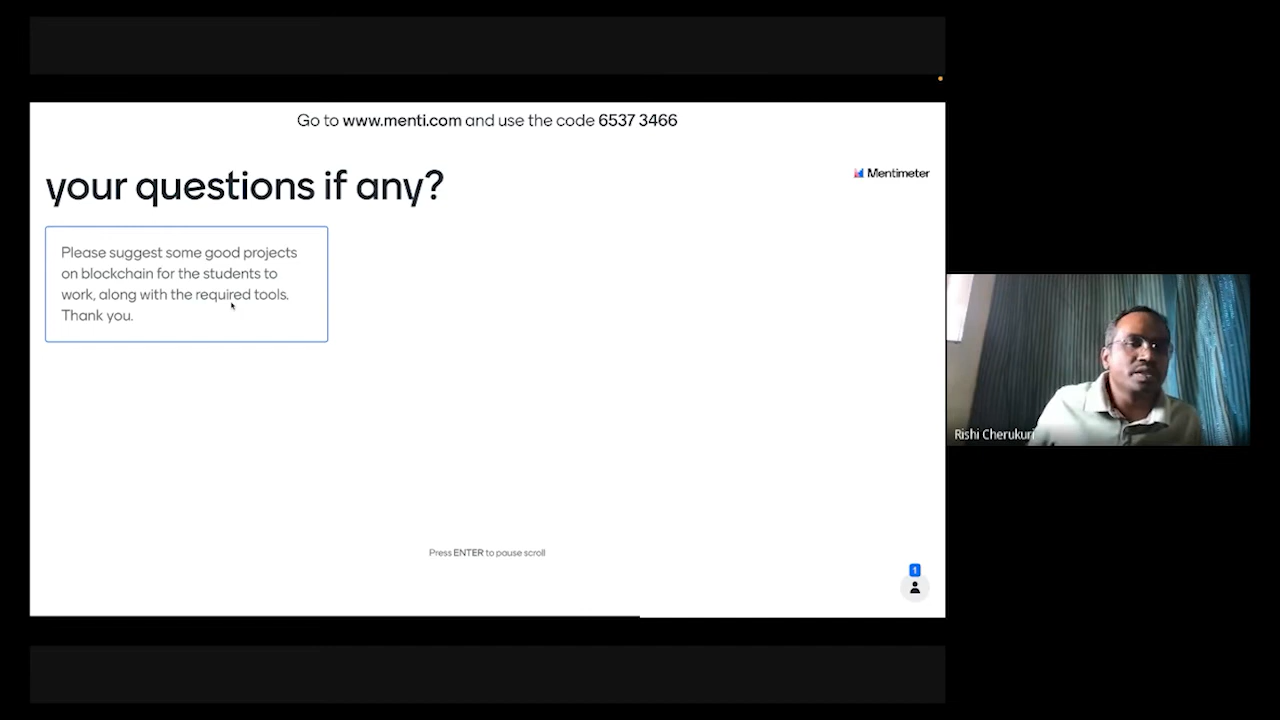 Go to www.menti.com and use the code 6537 3466
your questions if any?
Mentimeter
Please suggest some good projects
on blockchain for the students to
work, along with the required tools.
Thank you.
Rishi Cherukuri
Press ENTER to pause scroll
1